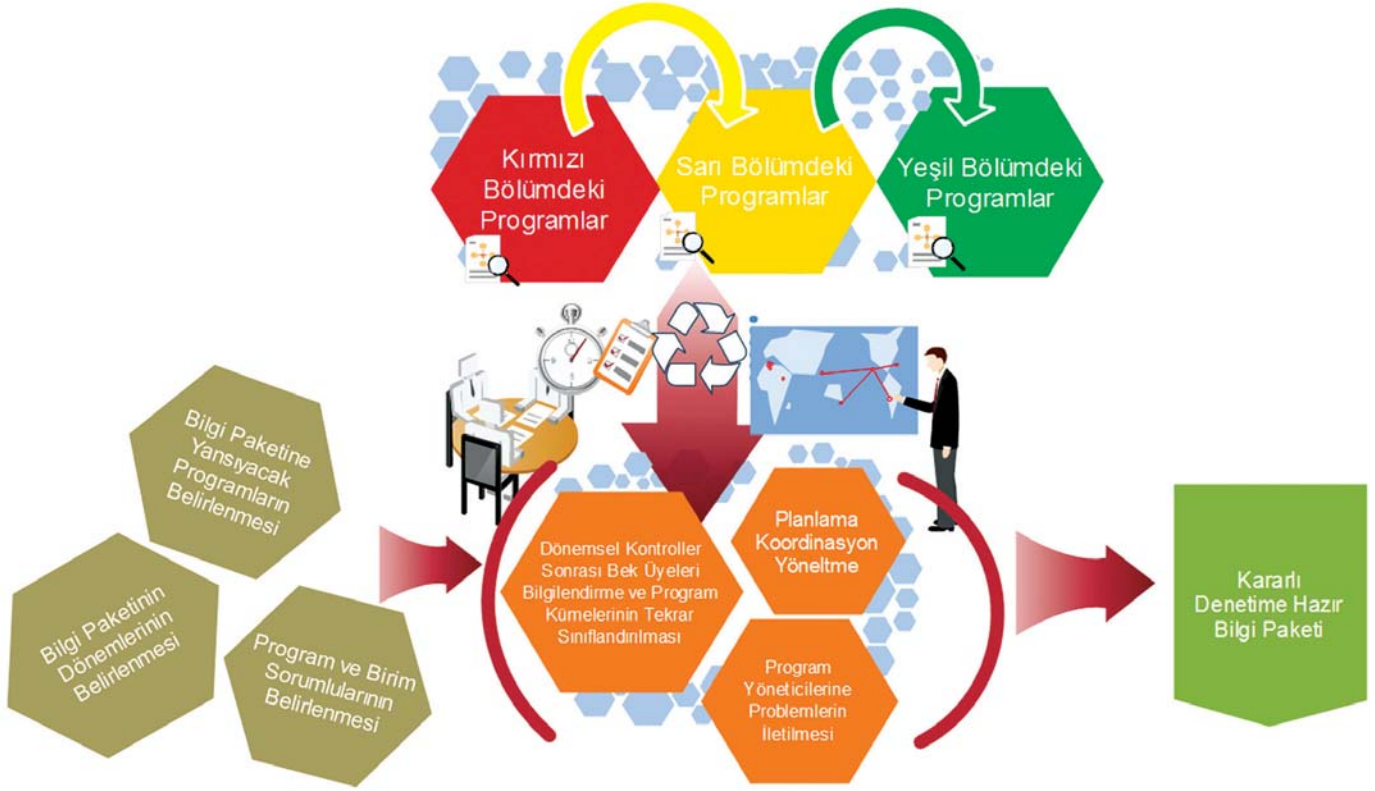 Kırmızı
Bölümdeki
Programlar
Sarı Bölümdeki
Programlar
Yeşil Bölümdeki
Programlar
Bilgi Paketine
Yansıyacak
Programların
Belirlenmesi
Bilgi Paketinin
Dönemlerinin
Belirlenmesi
Program ve Birim
Sorumlularının
Belirlenmesi
Dönemsel Kontroller
Sonrası Bek Üyeleri
Bilgilendirme ve Program
Kümelerinin Tekrar
Sınıflandırılması
Planlama
Koordinasyon
Yöneltme
Program
Yöneticilerine
Problemlerin
İletilmesi
Kararlı
Denetime Hazır
Bilgi Paketi